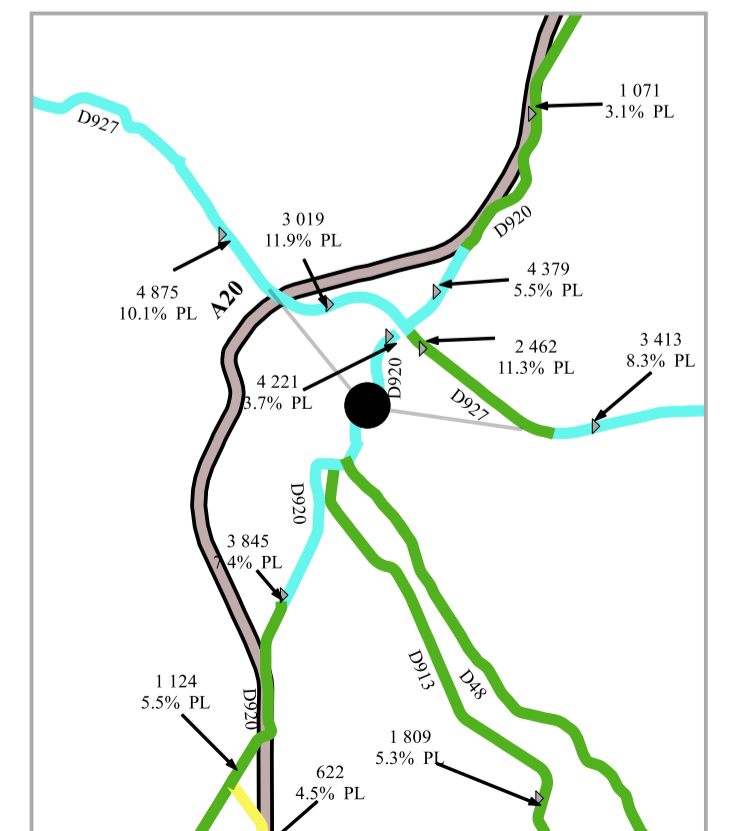 1 071
3.1% PL
D927
D920
3 019
11.9% PL
4 379
5.5% PL
4 875
10.1% PL
A20
2 462
11.3% PL
3 413
8.3% PL
4 221
3.7% PL
D920
D927
D920
3 845
7.4% PL
D913
D48
1 124
5.5% PL
D920
1 809
5.3% PL
622
4.5% PL